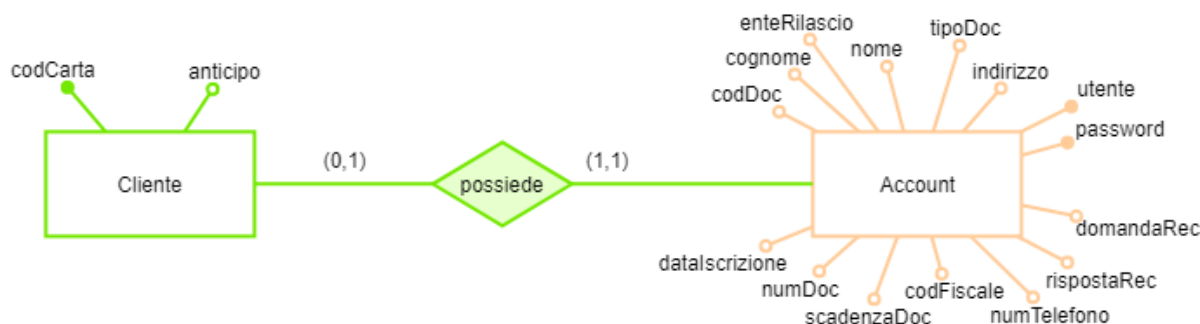 enteRilascio
tipoDoc
nome
cognome
codCarta
anticipo
indirizzo
codDoc
utente
password
(0,1)
(1,1)
Cliente
possiede
Account
domandaRec
dataIscrizione
rispostaRec
numDoc
codFiscale
numTelefono
scadenzaDoc